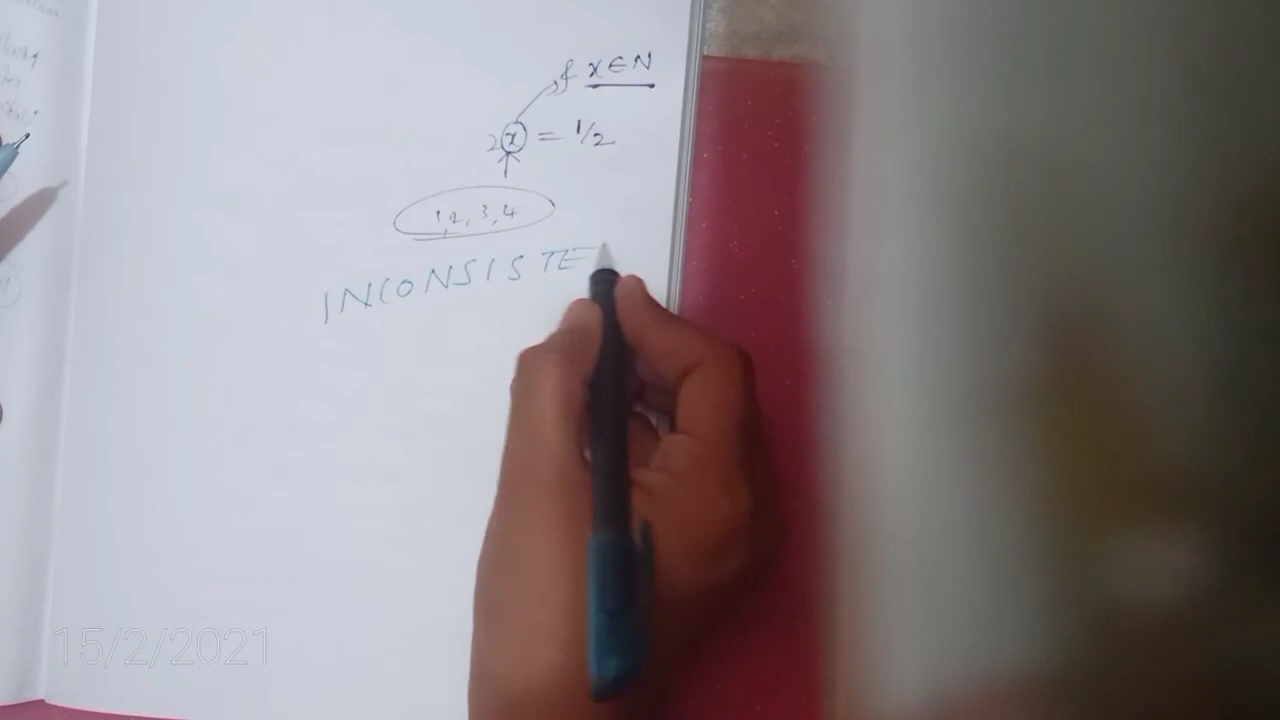 if x ∈ N
2x = 1/2
1,2,3,4
INCONSISTE
15/2/2021